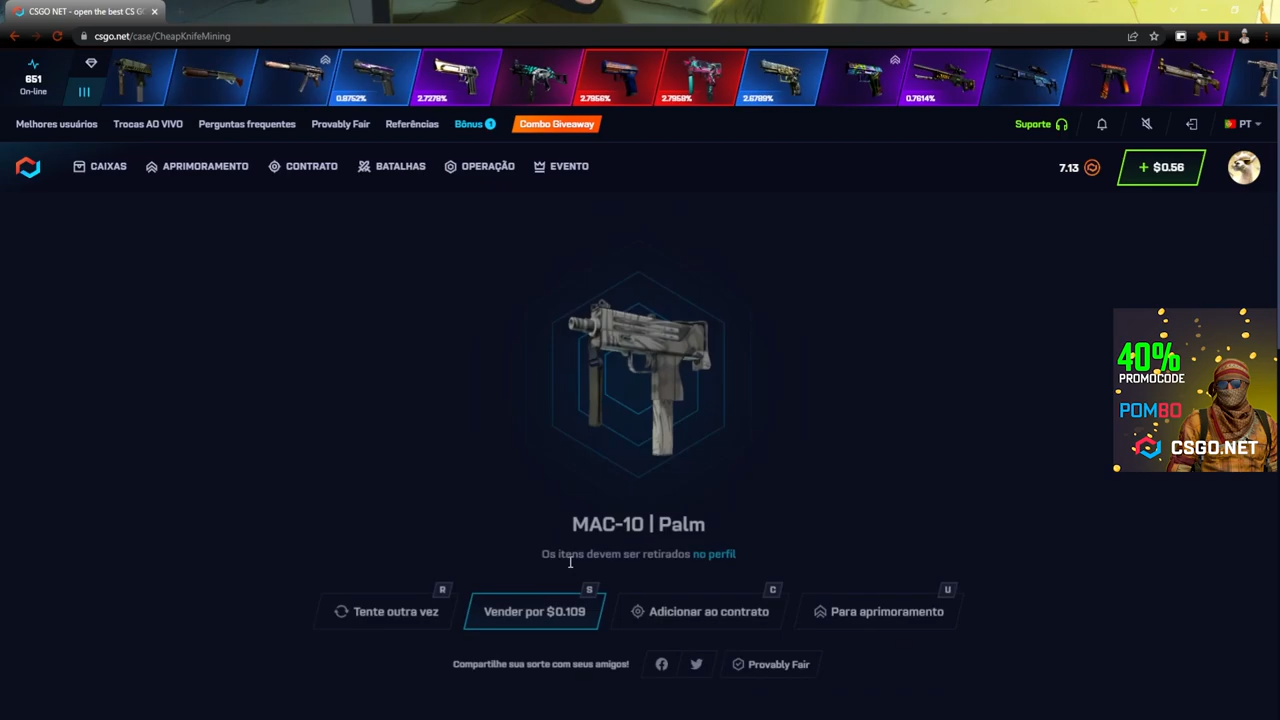 CSGO NET - open the best CS G
csgo.net/case/CheapKnifeMining
651
On-line
0.8752%
2.7278%
2.7956%
2.7958%
2.6789%
0.7614%
Melhores usuários
Trocas AO VIVO
Perguntas frequentes
Provably Fair
Referências
Bônus 1
Combo Giveaway
Suporte
PT
CAIXAS
APRIMORAMENTO
CONTRATO
BATALHAS
OPERAÇÃO
EVENTO
7.13
+ $0.56
40%
PROMOCODE
POMBO
CSGO.NET
MAC-10 | Palm
Os itens devem ser retirados no perfil
R
S
C
U
Tente outra vez
Vender por $0.109
Adicionar ao contrato
Para aprimoramento
Compartilhe sua sorte com seus amigos!
Provably Fair